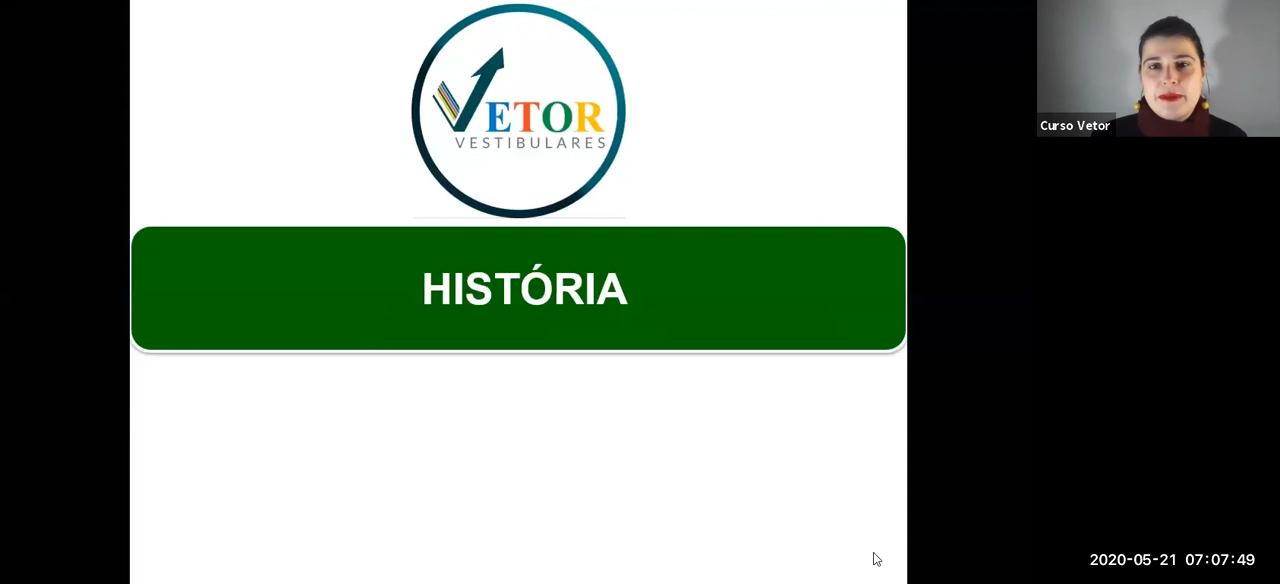 VETOR
VESTIBULARES
HISTÓRIA
Curso Vetor
2020-05-21 07:07:49